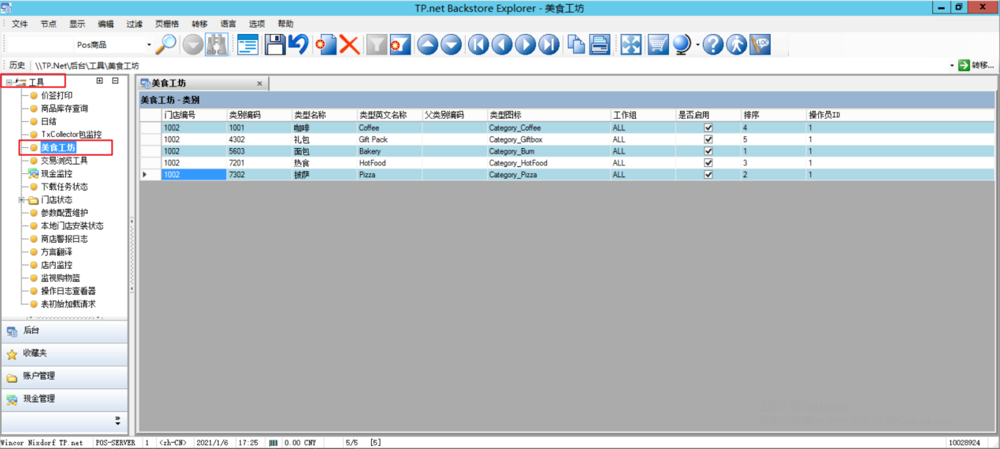 TP.net Backstore Explorer - 美食工坊
文件 节点 显示 编辑 过滤 页栅格 转移 语言 选项 帮助
Pos商品
历史 \\TP.Net\后台\工具\美食工坊 转移...
工具
价签打印
商品库存查询
日结
TxCollector包监控
美食工坊
交易浏览工具
现金监控
下载任务状态
门店状态
参数配置维护
本地门店安装状态
商店警报日志
方言翻译
店内监控
监视购物篮
操作日志查看器
表初始加载请求
后台
收藏夹
账户管理
现金管理
美食工坊
美食工坊 - 类别
门店编号 类别编码 类型名称 类型英文名称 父类别编码 类型图标 工作组 是否启用 排序 操作员ID
1002 1001 咖啡 Coffee Category_Coffee ALL 4 1
1002 4302 礼包 Gift Pack Category_Giftbox ALL 5 1
1002 5603 面包 Bakery Category_Bum ALL 1 1
1002 7201 热食 HotFood Category_HotFood ALL 3 1
1002 7302 披萨 Pizza Category_Pizza ALL 2 1
Wincor Nixdorf TP.net POS-SERVER 1 <zh-CN> 2021/1/6 17:25 0.00 CNY 5/5 [5] 10028924